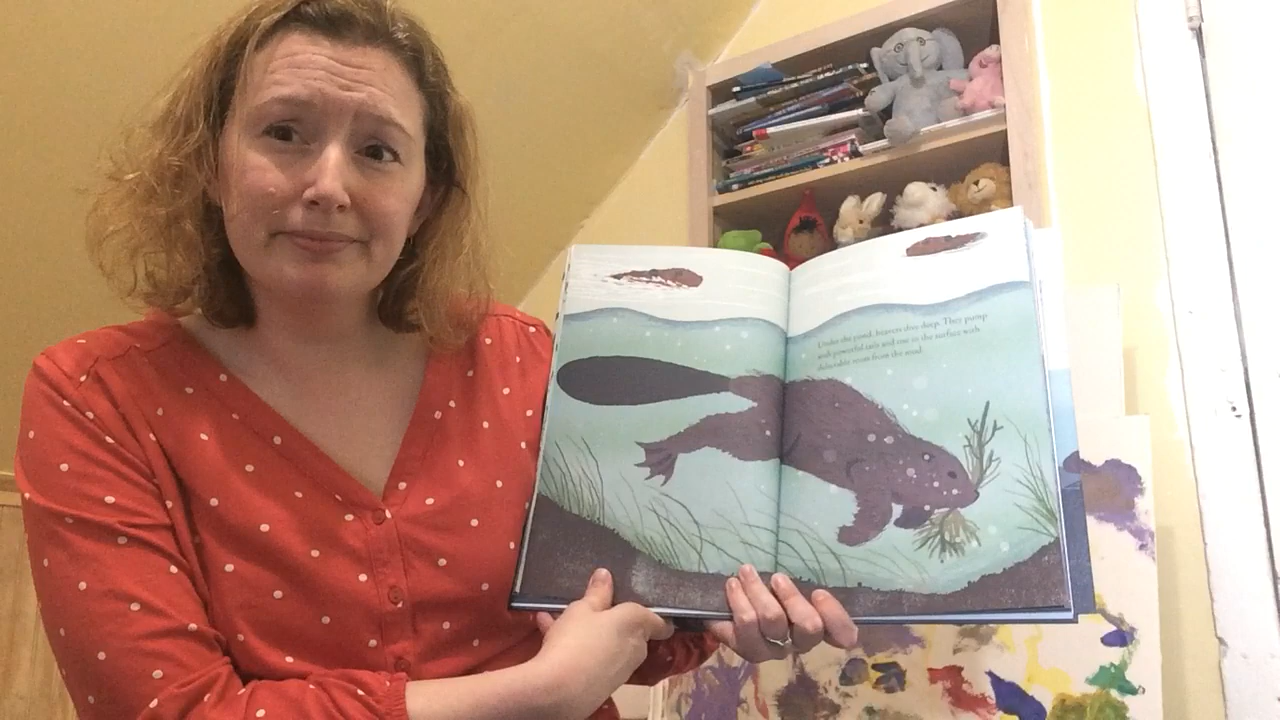 Under the pond, beavers dive deep. They pump
their powerful tails and rise to the surface with
delectable roots from the mud.